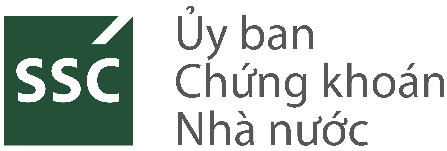 SSC
Ủy ban
Chứng khoán
Nhà nước